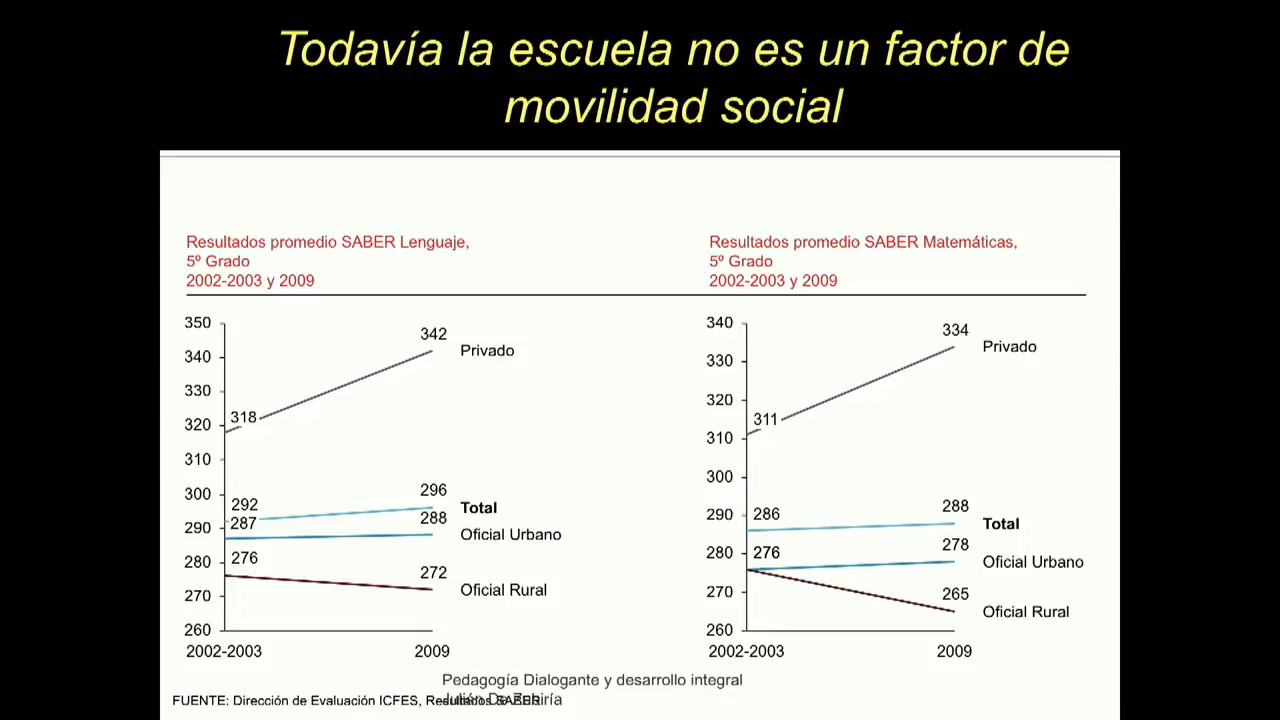 Todavía la escuela no es un factor de
movilidad social
Resultados promedio SABER Lenguaje,
5º Grado
2002-2003 y 2009
350
340
330
320
310
300
290
280
270
260
318
342
Privado
292
296
Total
287
288
Oficial Urbano
276
272
Oficial Rural
2002-2003
2009
Resultados promedio SABER Matemáticas,
5º Grado
2002-2003 y 2009
340
330
320
310
300
290
280
270
260
311
334
Privado
286
288
Total
276
278
Oficial Urbano
265
Oficial Rural
2002-2003
2009
Pedagogía Dialogante y desarrollo integral
FUENTE: Dirección de Evaluación ICFES, Resultados SABER